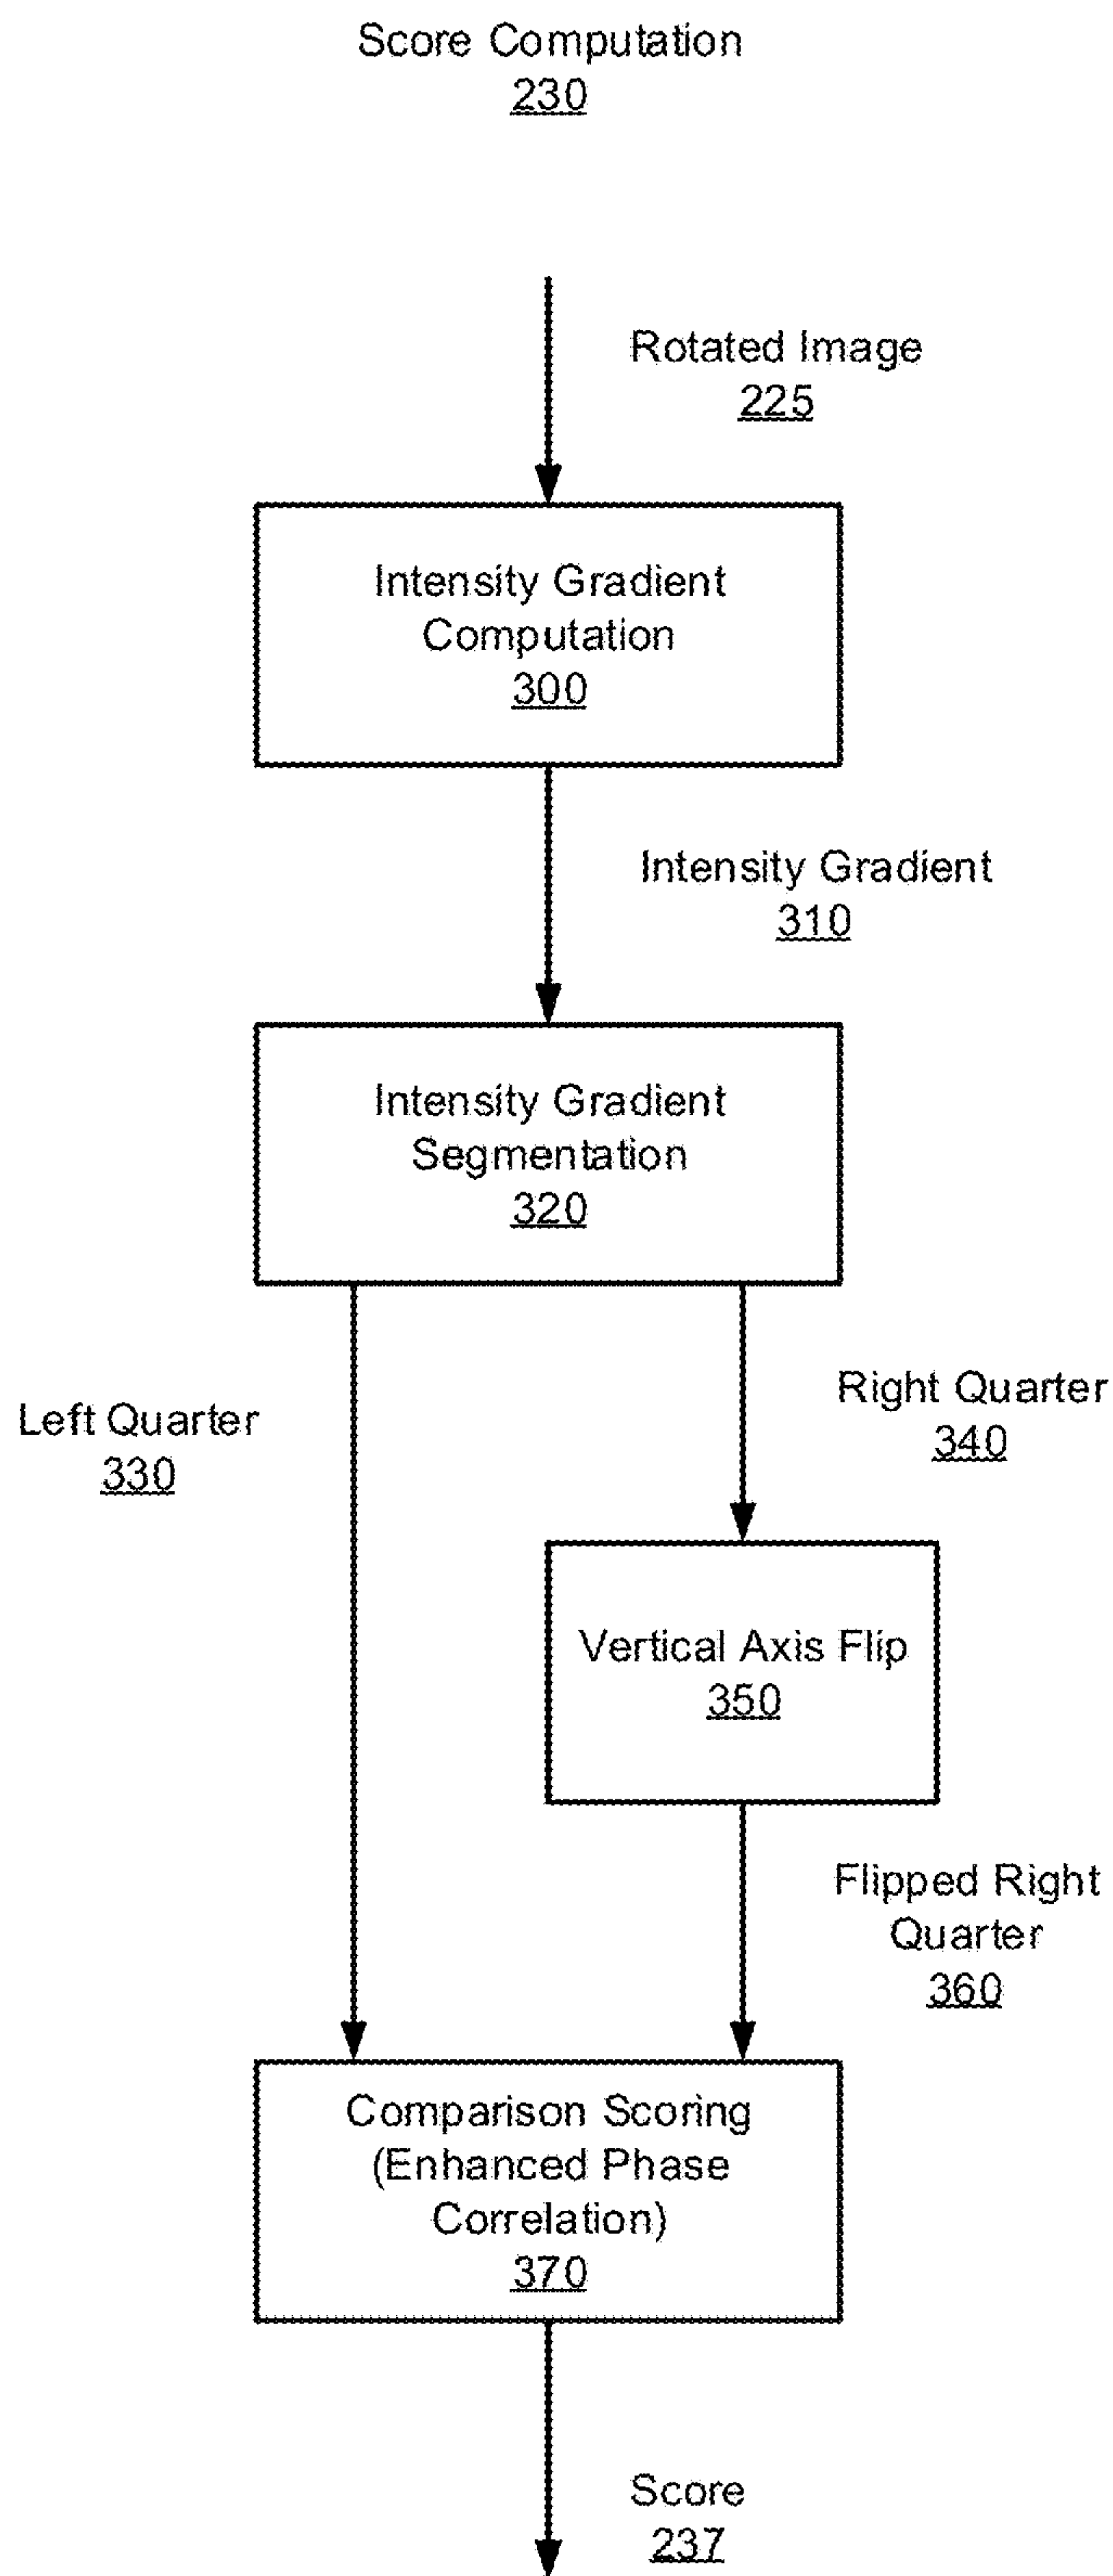 Score Computation
230
Rotated Image
225
Intensity Gradient
Computation
300
Intensity Gradient
310
Intensity Gradient
Segmentation
320
Left Quarter
330
Right Quarter
340
Vertical Axis Flip
350
Flipped Right
Quarter
360
Comparison Scoring
(Enhanced Phase
Correlation)
370
Score
237